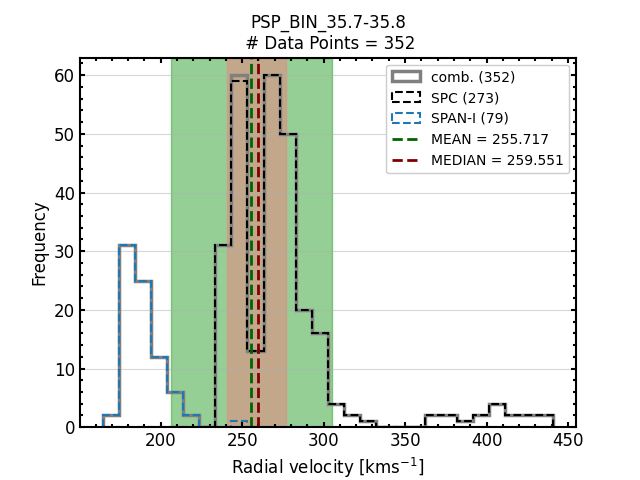 PSP_BIN_35.7-35.8
# Data Points = 352
comb. (352)
SPC (273)
SPAN-I (79)
MEAN = 255.717
MEDIAN = 259.551
Frequency
60
50
40
30
20
10
0
200 250 300 350 400 450
Radial velocity [kms⁻¹]